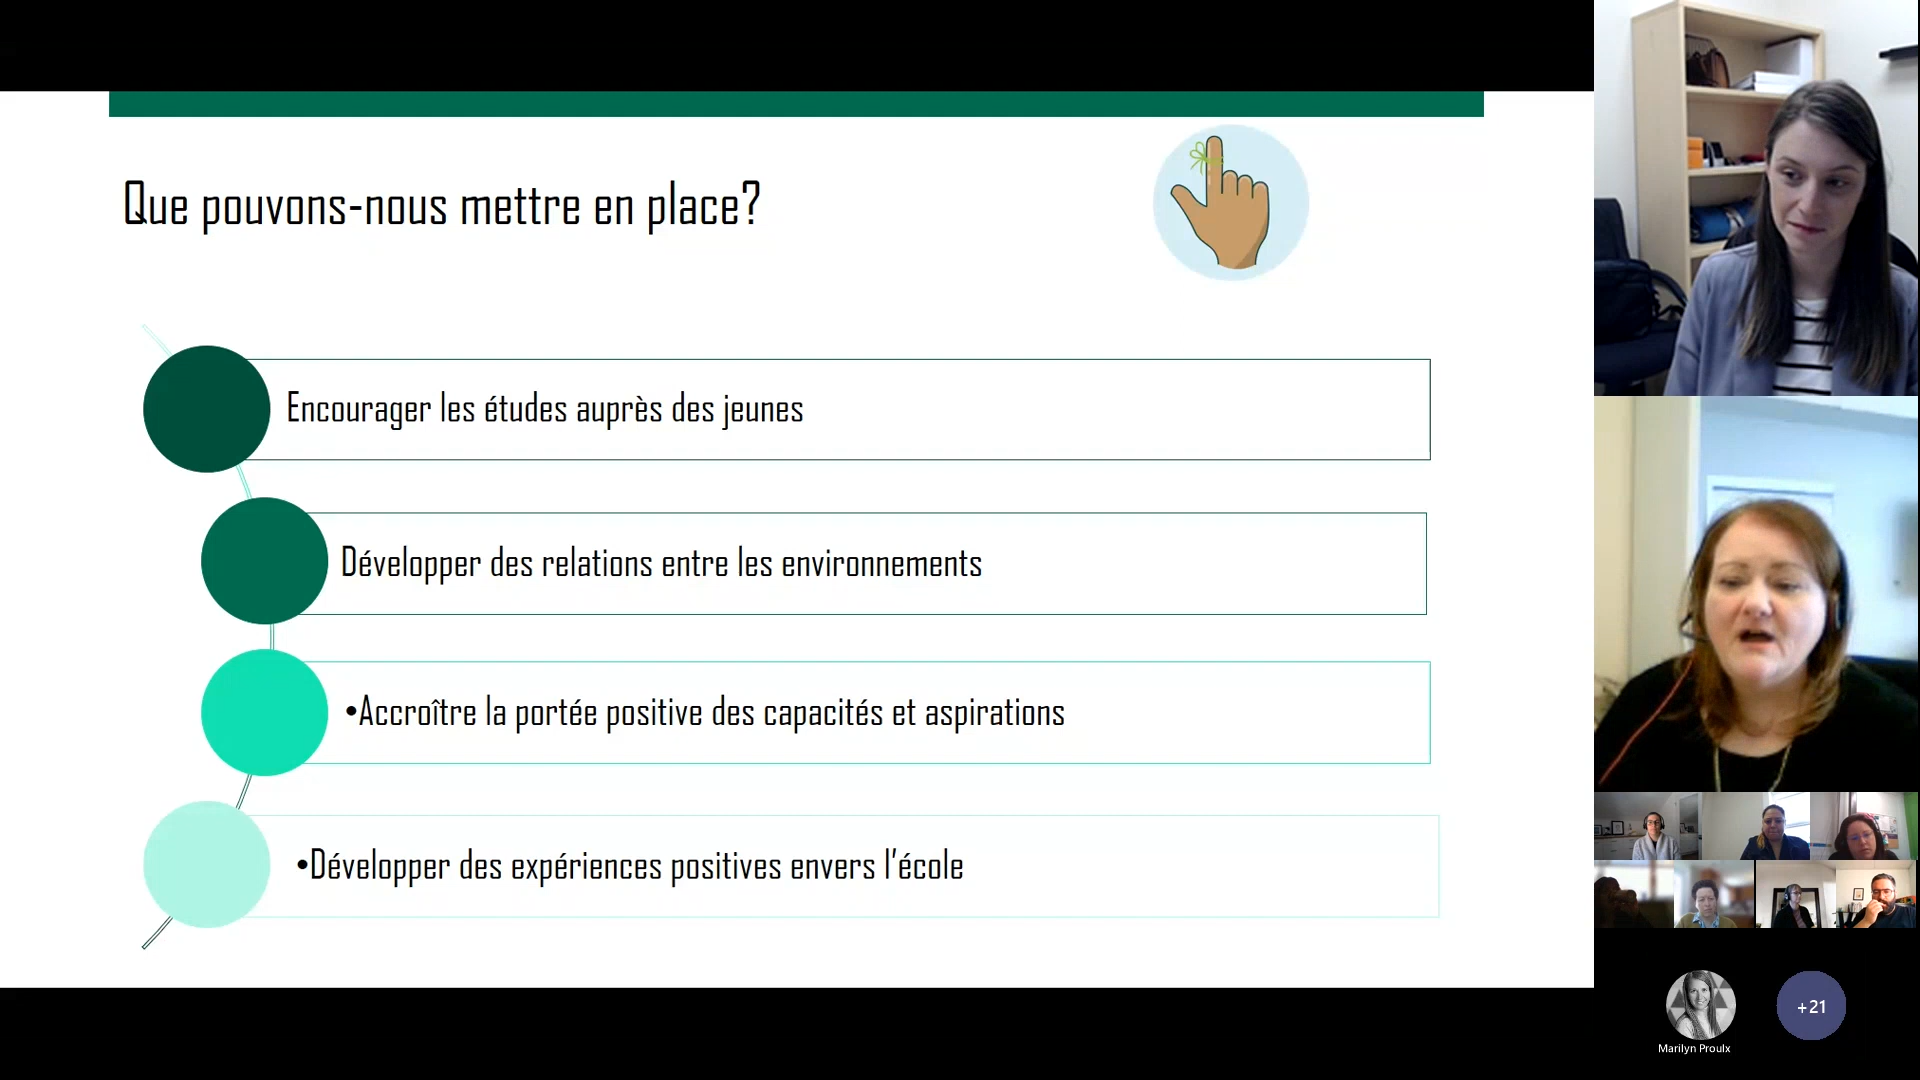 Que pouvons-nous mettre en place?
Encourager les études auprès des jeunes
Développer des relations entre les environnements
•Accroître la portée positive des capacités et aspirations
•Développer des expériences positives envers l'école
+21
Marilyn Proulx